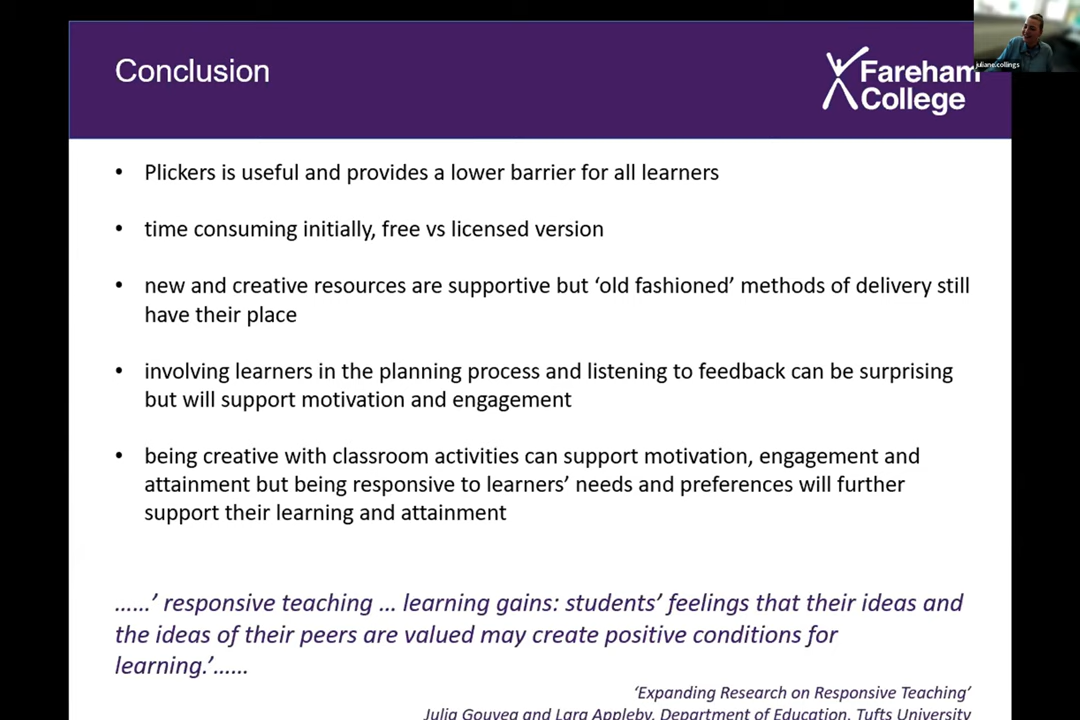 Conclusion
Fareham
College
juliane.collings
• Plickers is useful and provides a lower barrier for all learners
• time consuming initially, free vs licensed version
• new and creative resources are supportive but ‘old fashioned’ methods of delivery still
have their place
• involving learners in the planning process and listening to feedback can be surprising
but will support motivation and engagement
• being creative with classroom activities can support motivation, engagement and
attainment but being responsive to learners’ needs and preferences will further
support their learning and attainment
……’ responsive teaching … learning gains: students’ feelings that their ideas and
the ideas of their peers are valued may create positive conditions for
learning.’……
‘Expanding Research on Responsive Teaching’
Julia Gouvea and Lara Appleby, Department of Education, Tufts University